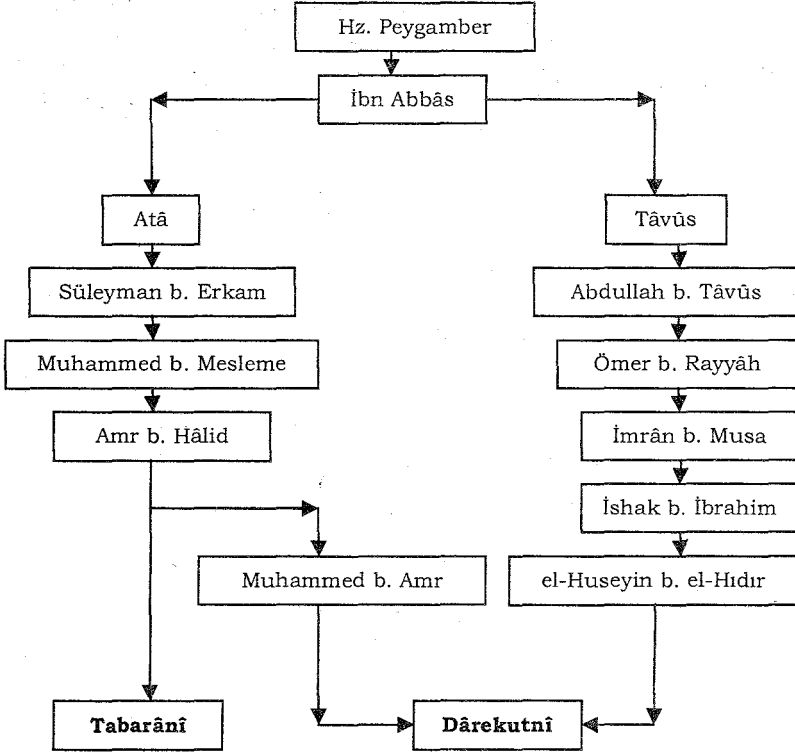 Hz. Peygamber
İbn Abbâs
Atâ
Tâvûs
Süleyman b. Erkam
Abdullah b. Tâvûs
Muhammed b. Mesleme
Ömer b. Rayyâh
Amr b. Hâlid
İmrân b. Musa
İshak b. İbrahim
Muhammed b. Amr
el-Huseyin b. el-Hıdır
Tabarânî
Dârekutnî